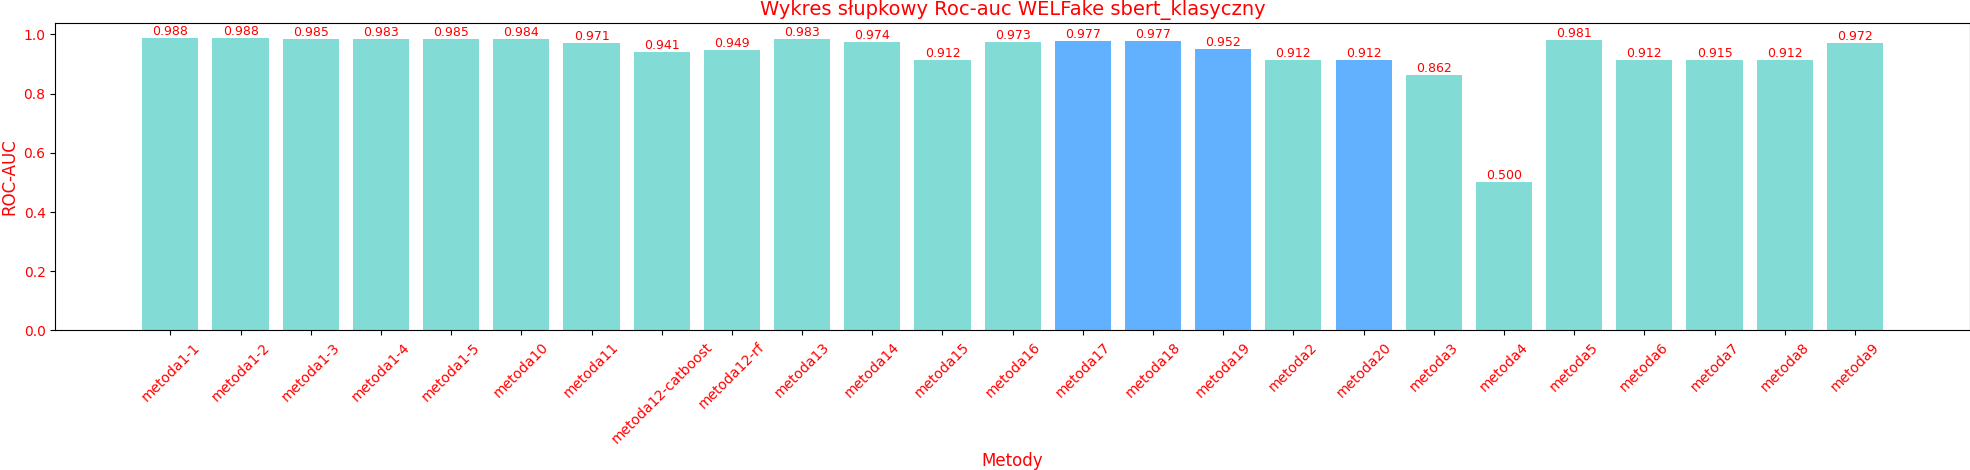 Wykres słupkowy Roc-auc WELFake sbert_klasyczny
ROC-AUC
1.0
0.8
0.6
0.4
0.2
0.0
0.988 0.988 0.985 0.983 0.985 0.984 0.971 0.941 0.949 0.983 0.974 0.912 0.973 0.977 0.977 0.952 0.912 0.912 0.862 0.500 0.981 0.912 0.915 0.912 0.972
metoda1-1 metoda1-2 metoda1-3 metoda1-4 metoda1-5 metoda10 metoda11 metoda12-catboost metoda12-rf metoda13 metoda14 metoda15 metoda16 metoda17 metoda18 metoda19 metoda2 metoda20 metoda3 metoda4 metoda5 metoda6 metoda7 metoda8 metoda9
Metody